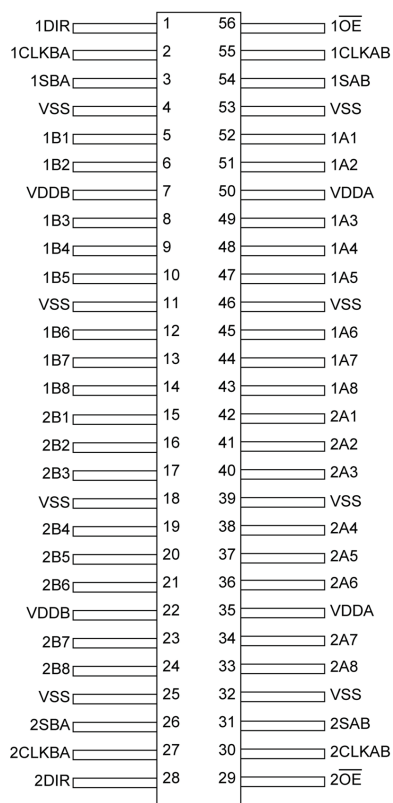 1DIR 1 56 1O̅E̅
1CLKBA 2 55 1CLKAB
1SBA 3 54 1SAB
VSS 4 53 VSS
1B1 5 52 1A1
1B2 6 51 1A2
VDDB 7 50 VDDA
1B3 8 49 1A3
1B4 9 48 1A4
1B5 10 47 1A5
VSS 11 46 VSS
1B6 12 45 1A6
1B7 13 44 1A7
1B8 14 43 1A8
2B1 15 42 2A1
2B2 16 41 2A2
2B3 17 40 2A3
VSS 18 39 VSS
2B4 19 38 2A4
2B5 20 37 2A5
2B6 21 36 2A6
VDDB 22 35 VDDA
2B7 23 34 2A7
2B8 24 33 2A8
VSS 25 32 VSS
2SBA 26 31 2SAB
2CLKBA 27 30 2CLKAB
2DIR 28 29 2O̅E̅